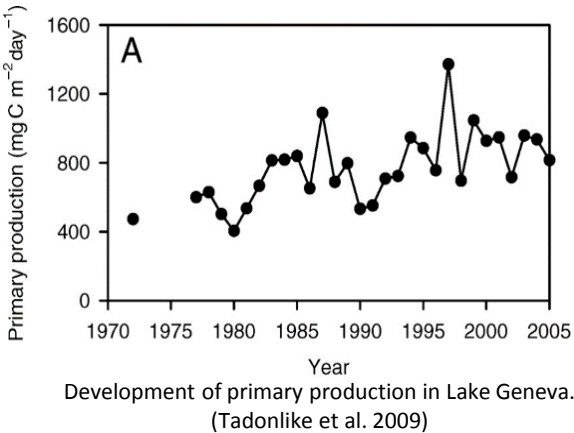 A
Primary production (mg C m⁻² day⁻¹)
1600
1200
800
400
0
1970 1975 1980 1985 1990 1995 2000 2005
Year
Development of primary production in Lake Geneva.
(Tadonlike et al. 2009)